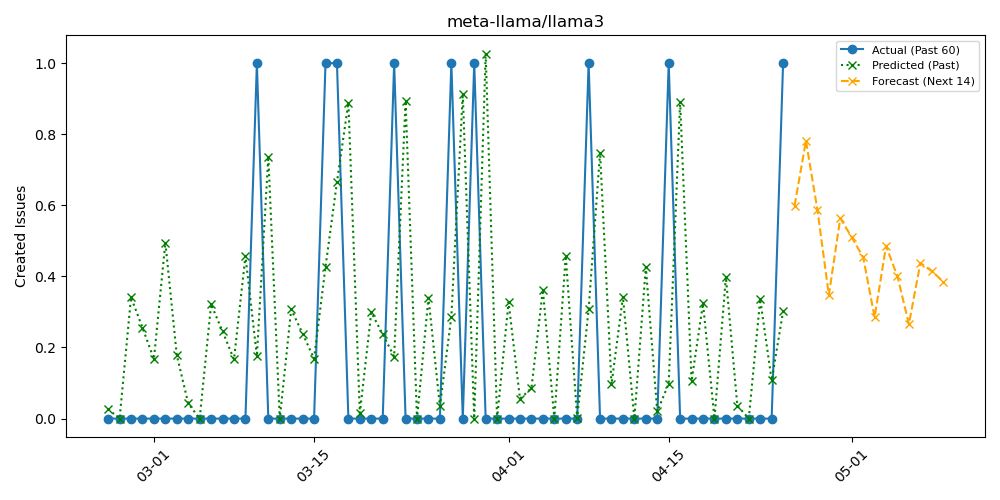 meta-llama/llama3
Created Issues
1.0
0.8
0.6
0.4
0.2
0.0
03-01
03-15
04-01
04-15
05-01
Actual (Past 60)
Predicted (Past)
Forecast (Next 14)